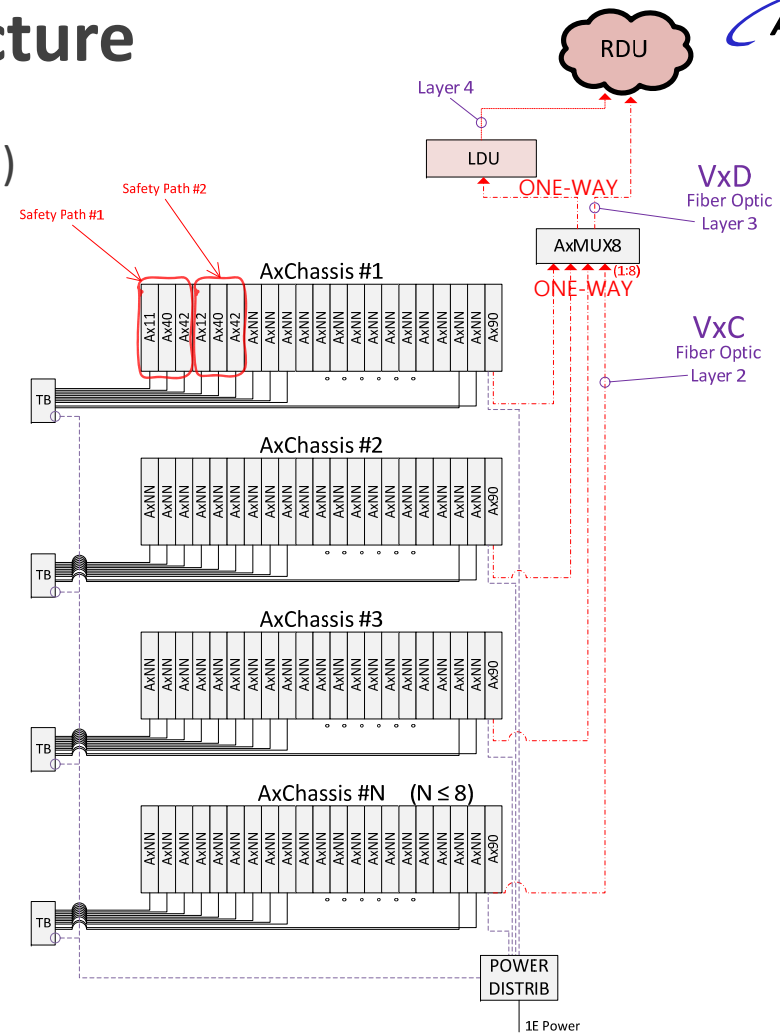 cture
RDU
Layer 4
)
LDU
Safety Path #2
ONE-WAY
VxD
Fiber Optic
Layer 3
Safety Path #1
AxMUX8
(1:8)
AxChassis #1
ONE-WAY
Ax11 Ax40 Ax42 Ax12 Ax40 Ax42 AxNN AxNN AxNN AxNN AxNN AxNN AxNN AxNN AxNN AxNN AxNN AxNN AxNN AxNN Ax90
VxC
Fiber Optic
Layer 2
TB
AxChassis #2
AxNN AxNN AxNN AxNN AxNN AxNN AxNN AxNN AxNN AxNN AxNN AxNN AxNN AxNN AxNN AxNN AxNN AxNN AxNN AxNN Ax90
TB
AxChassis #3
AxNN AxNN AxNN AxNN AxNN AxNN AxNN AxNN AxNN AxNN AxNN AxNN AxNN AxNN AxNN AxNN AxNN AxNN AxNN AxNN Ax90
TB
AxChassis #N (N ≤ 8)
AxNN AxNN AxNN AxNN AxNN AxNN AxNN AxNN AxNN AxNN AxNN AxNN AxNN AxNN AxNN AxNN AxNN AxNN AxNN AxNN Ax90
TB
POWER
DISTRIB
1E Power